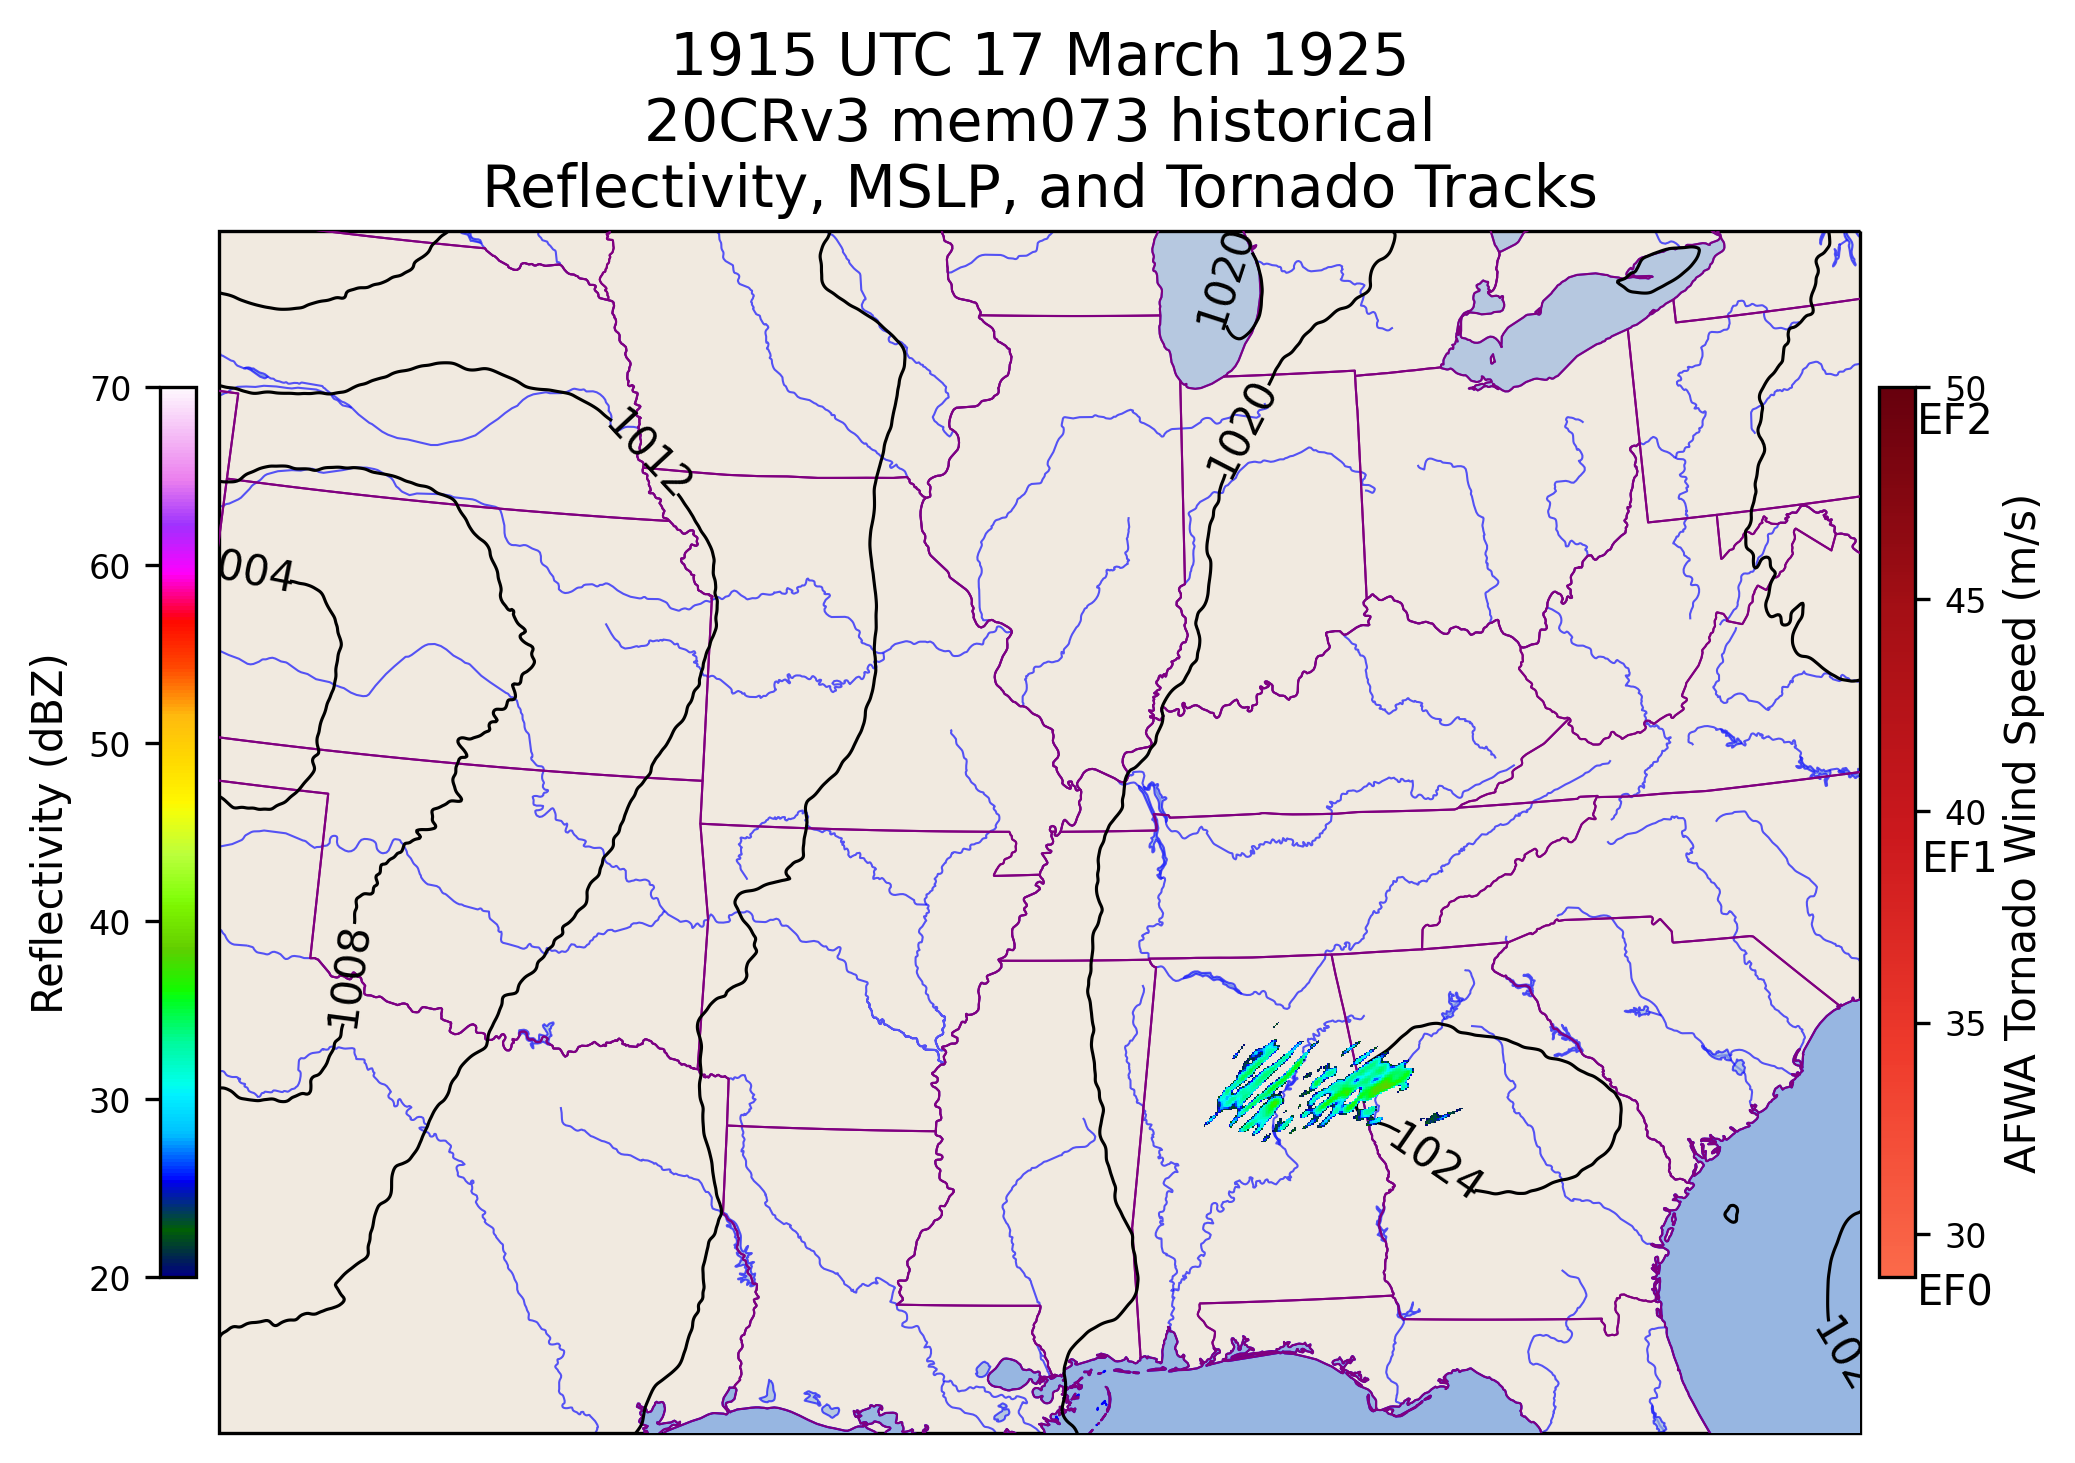 1915 UTC 17 March 1925
20CRv3 mem073 historical
Reflectivity, MSLP, and Tornado Tracks
1020
1020
1012
004
1008
1024
102
70
60
50
40
30
20
Reflectivity (dBZ)
50
EF2
45
40
EF1
35
30
EF0
AFWA Tornado Wind Speed (m/s)